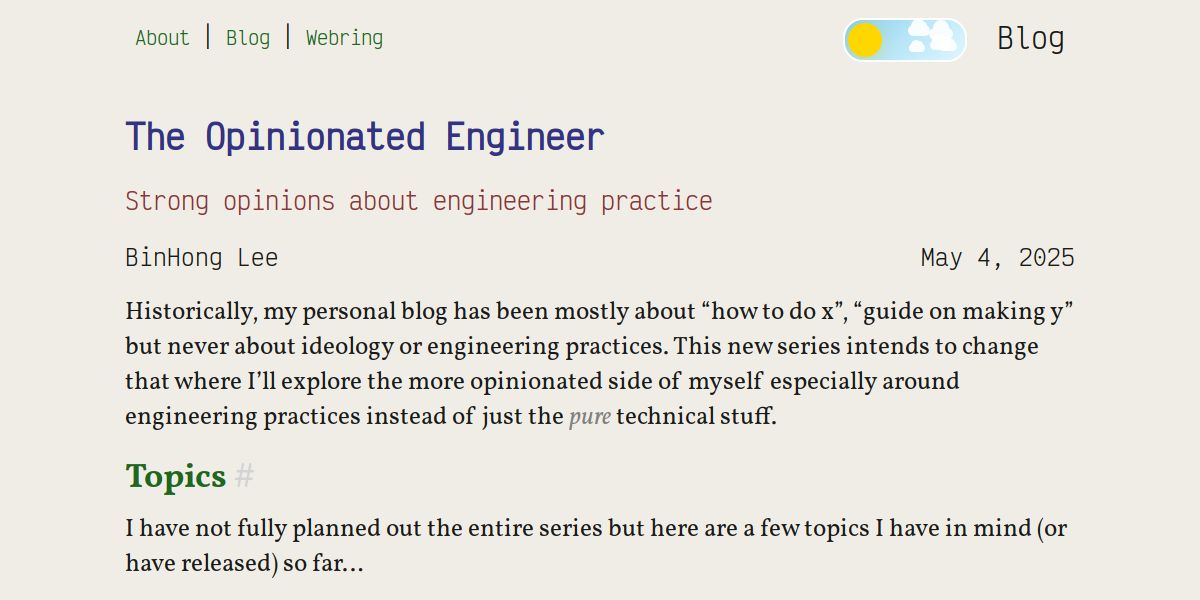 About | Blog | Webring
Blog
The Opinionated Engineer
Strong opinions about engineering practice
BinHong Lee
May 4, 2025
Historically, my personal blog has been mostly about “how to do x”, “guide on making y”
but never about ideology or engineering practices. This new series intends to change
that where I’ll explore the more opinionated side of myself especially around
engineering practices instead of just the pure technical stuff.
Topics #
I have not fully planned out the entire series but here are a few topics I have in mind (or
have released) so far…